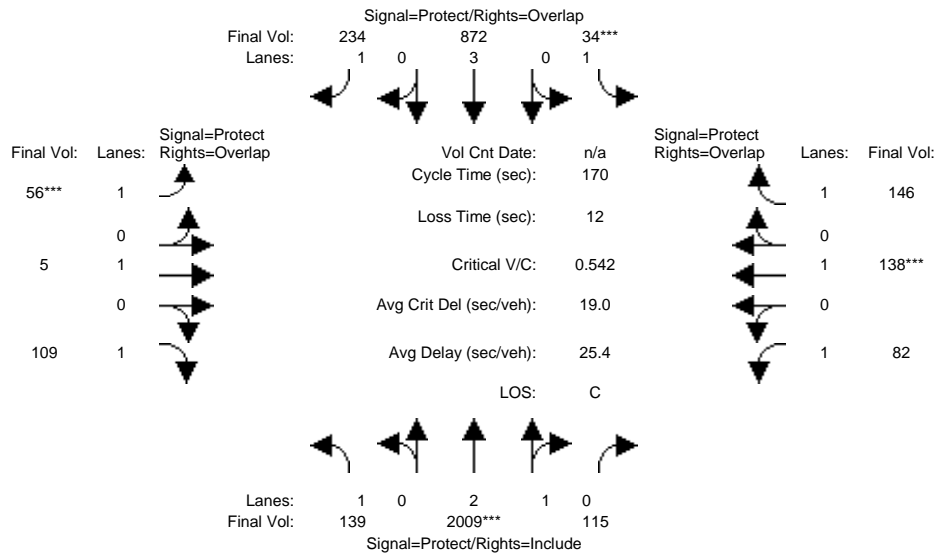 Signal=Protect/Rights=Overlap
Final Vol: 234 872 34***
Lanes: 1 0 3 0 1
Signal=Protect Signal=Protect
Final Vol: Lanes: Rights=Overlap Vol Cnt Date: n/a Rights=Overlap Lanes: Final Vol:
Cycle Time (sec): 170
56*** 1 1 146
Loss Time (sec): 12
0 0
5 1 Critical V/C: 0.542 1 138***
0 Avg Crit Del (sec/veh): 19.0 0
109 1 Avg Delay (sec/veh): 25.4 1 82
LOS: C
Lanes: 1 0 2 1 0
Final Vol: 139 2009*** 115
Signal=Protect/Rights=Include